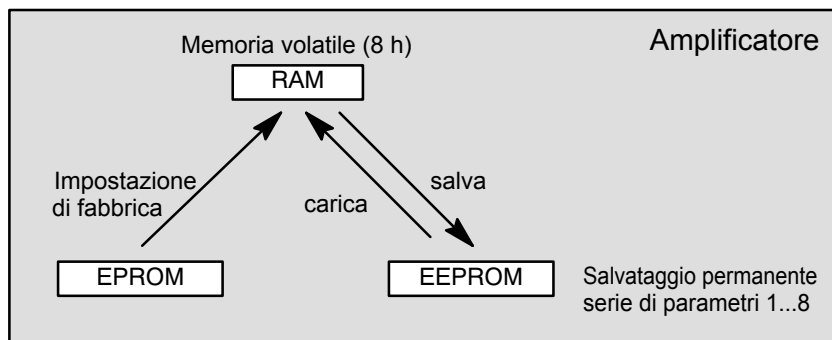 Amplificatore
Memoria volatile (8 h)
RAM
Impostazione
di fabbrica
carica
salva
EPROM
EEPROM
Salvataggio permanente
serie di parametri 1...8